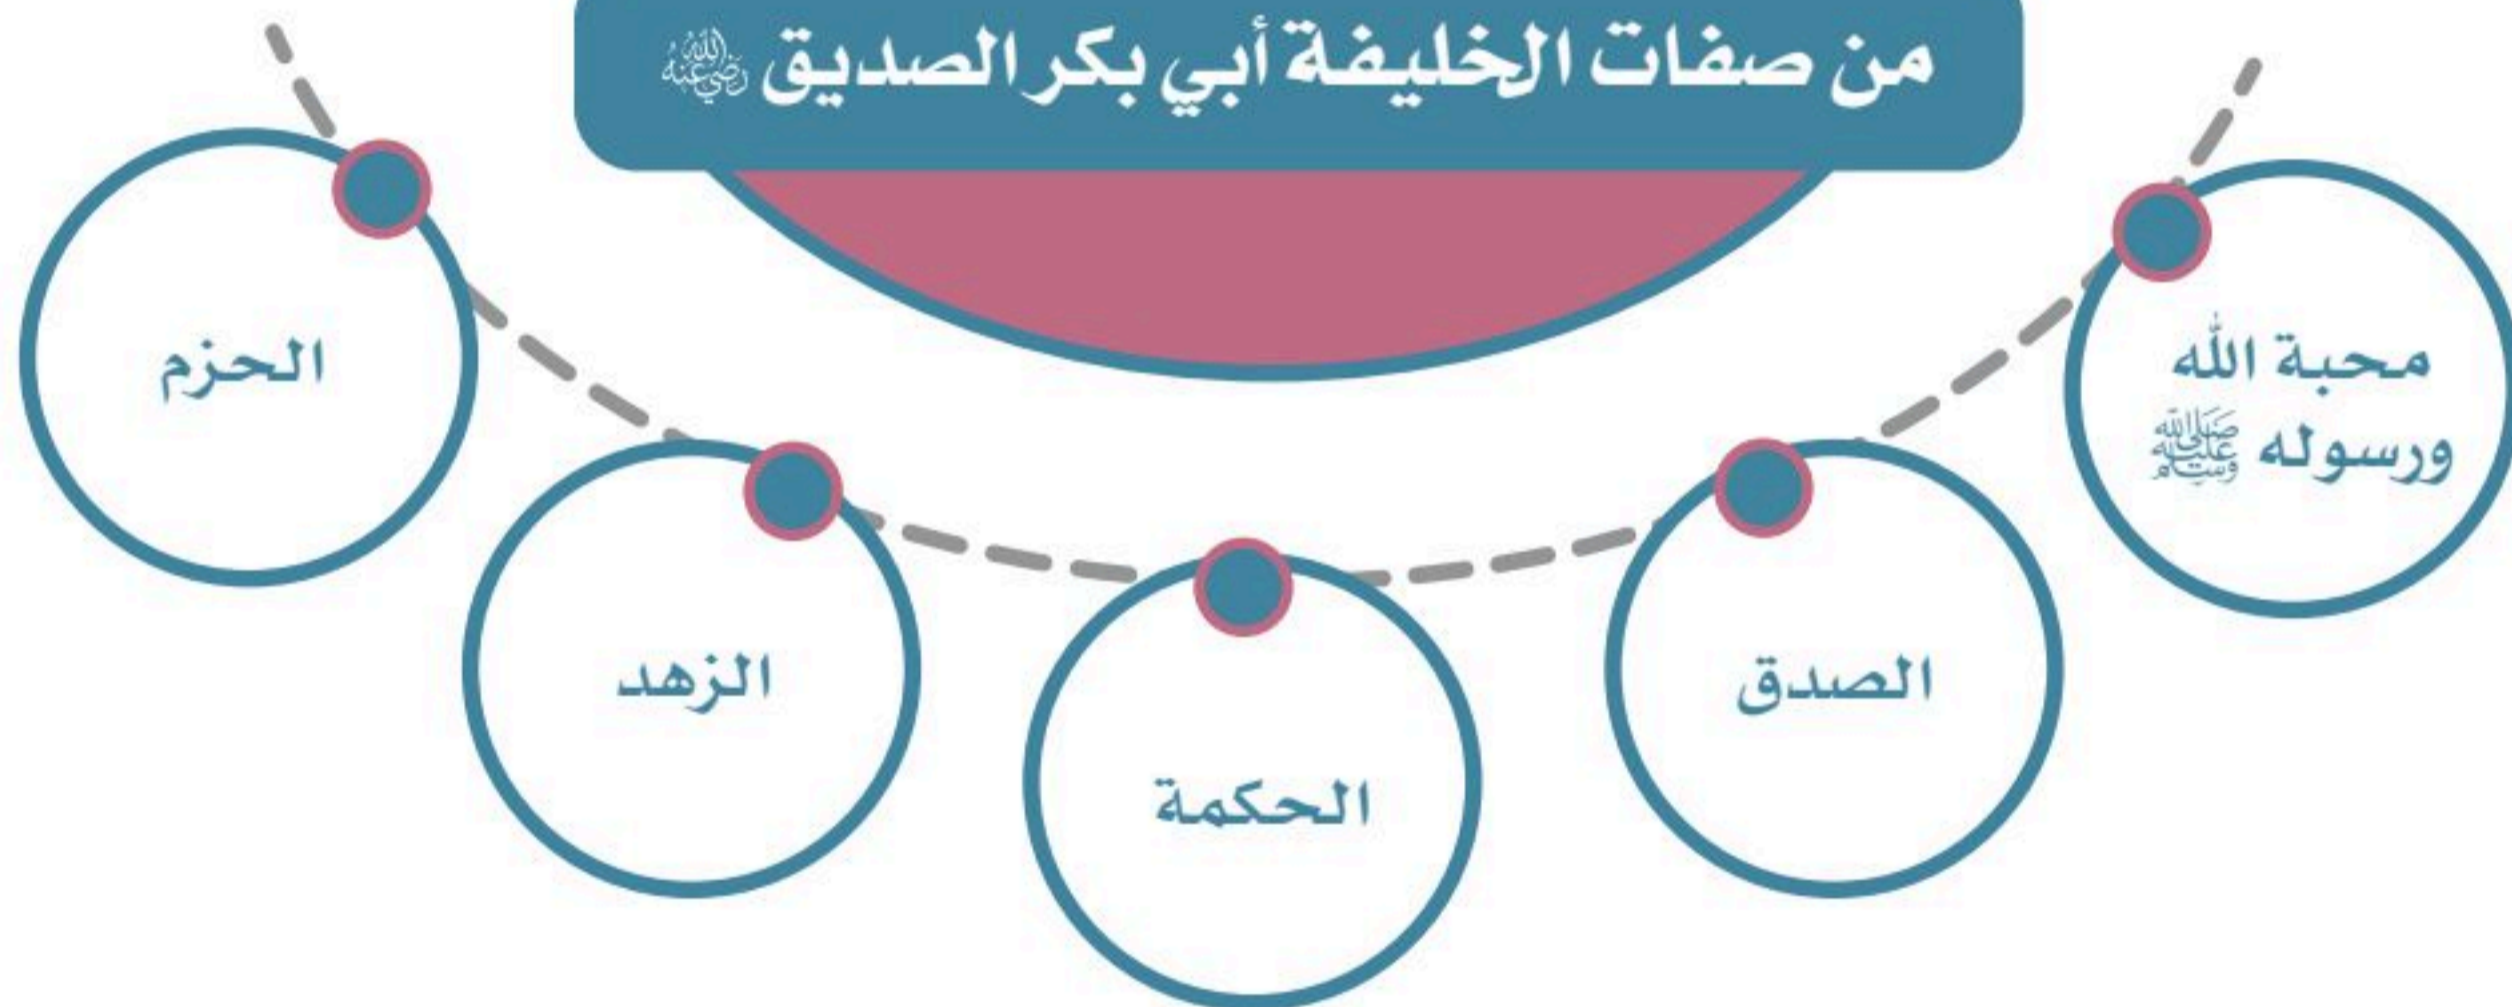 من صفات الخليفة أبي بكر الصديق رضي الله عنه
محبة الله
ورسوله ﷺ
الصدق
الحكمة
الزهد
الحزم